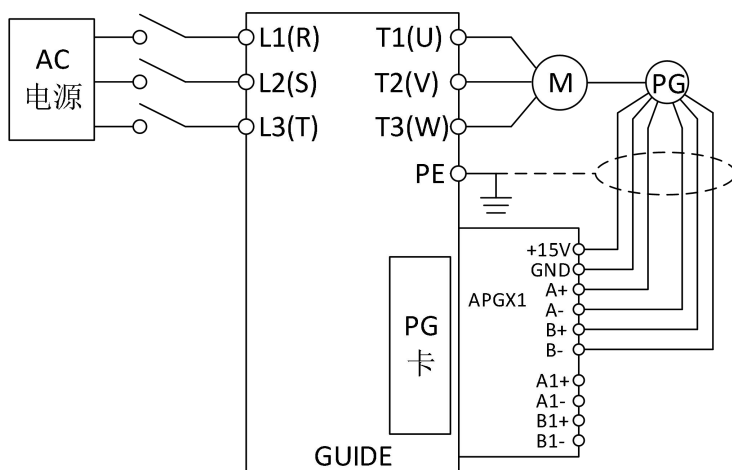 AC
电源
L1(R)
L2(S)
L3(T)
T1(U)
T2(V)
T3(W)
PE
M
PG
+15V
GND
A+
A-
B+
B-
A1+
A1-
B1+
B1-
APGX1
PG
卡
GUIDE